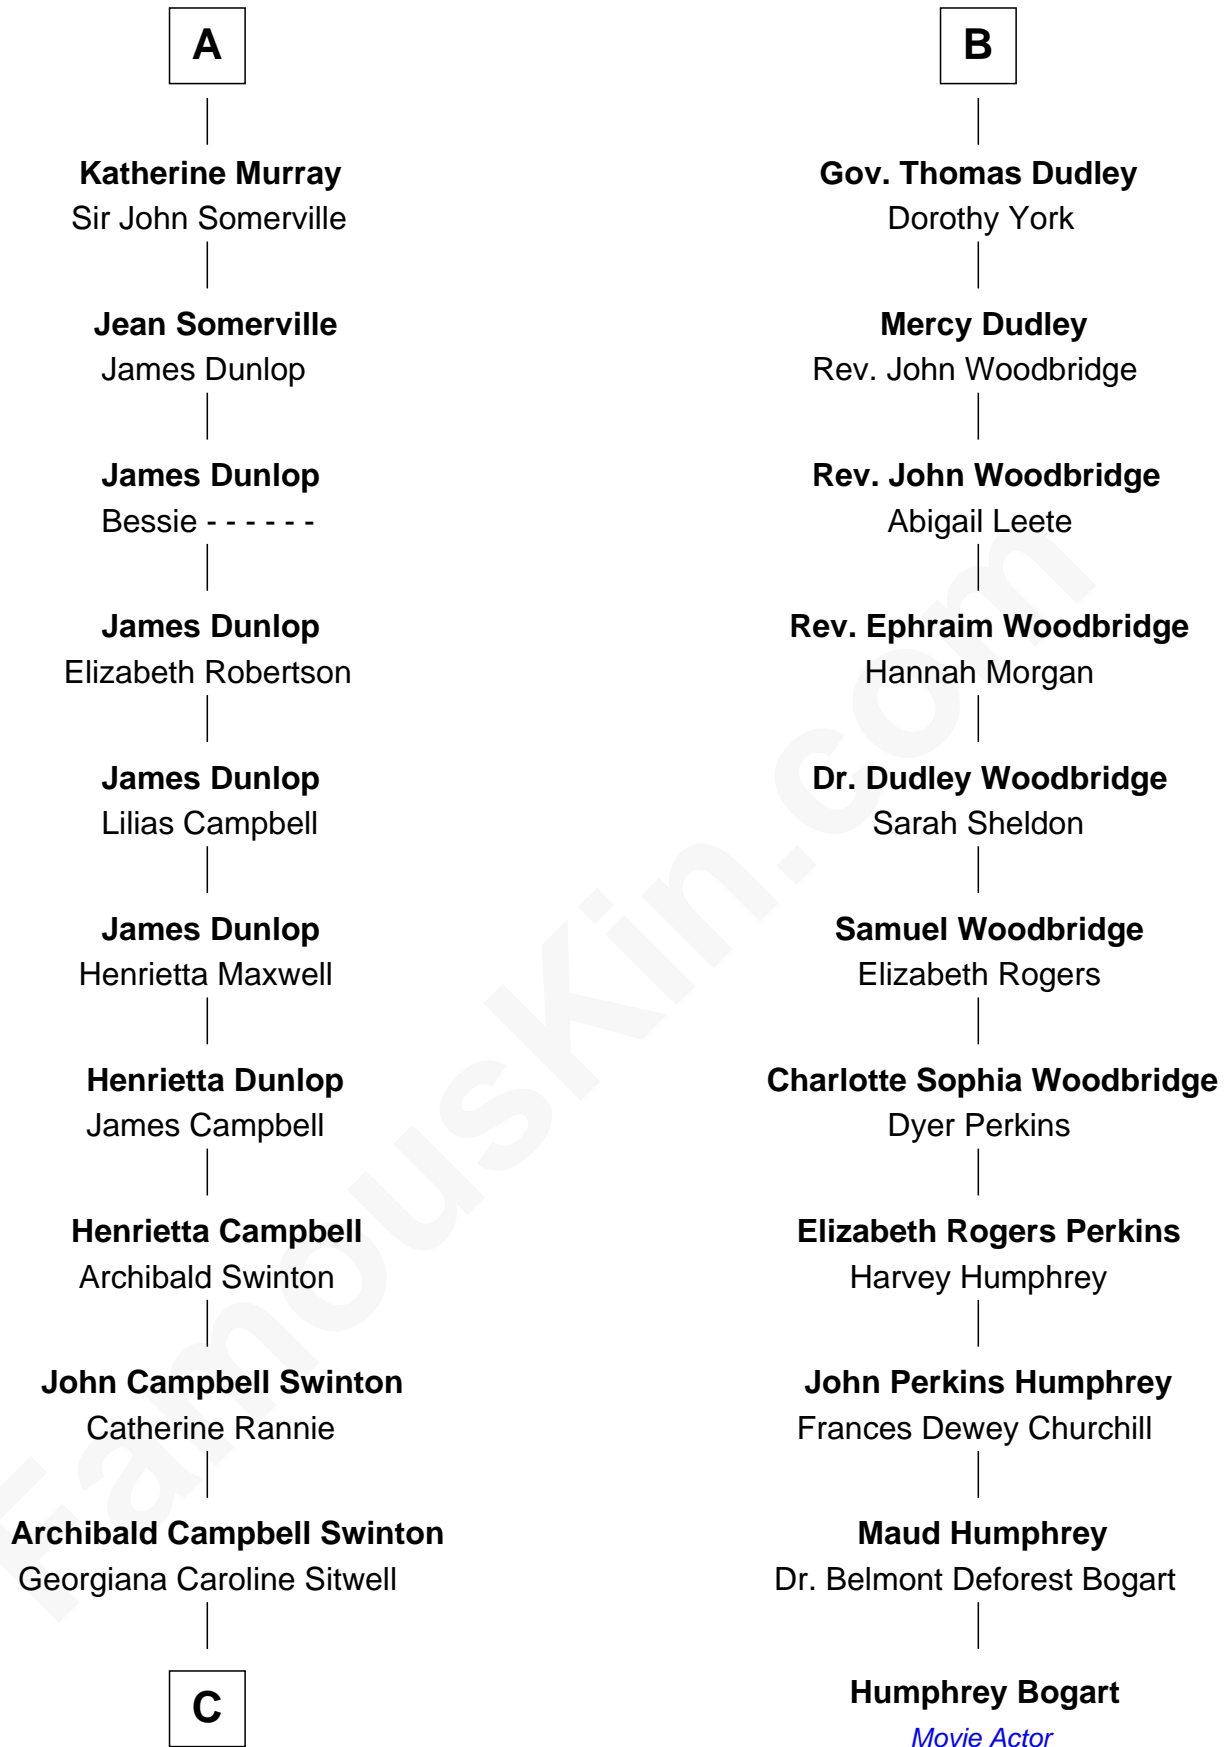 A
Katherine Murray
Sir John Somerville
Jean Somerville
James Dunlop
James Dunlop
Bessie - - - - - -
James Dunlop
Elizabeth Robertson
James Dunlop
Lilias Campbell
James Dunlop
Henrietta Maxwell
Henrietta Dunlop
James Campbell
Henrietta Campbell
Archibald Swinton
John Campbell Swinton
Catherine Rannie
Archibald Campbell Swinton
Georgiana Caroline Sitwell
C
B
Gov. Thomas Dudley
Dorothy York
Mercy Dudley
Rev. John Woodbridge
Rev. John Woodbridge
Abigail Leete
Rev. Ephraim Woodbridge
Hannah Morgan
Dr. Dudley Woodbridge
Sarah Sheldon
Samuel Woodbridge
Elizabeth Rogers
Charlotte Sophia Woodbridge
Dyer Perkins
Elizabeth Rogers Perkins
Harvey Humphrey
John Perkins Humphrey
Frances Dewey Churchill
Maud Humphrey
Dr. Belmont Deforest Bogart
Humphrey Bogart
Movie Actor
FamousKin.com